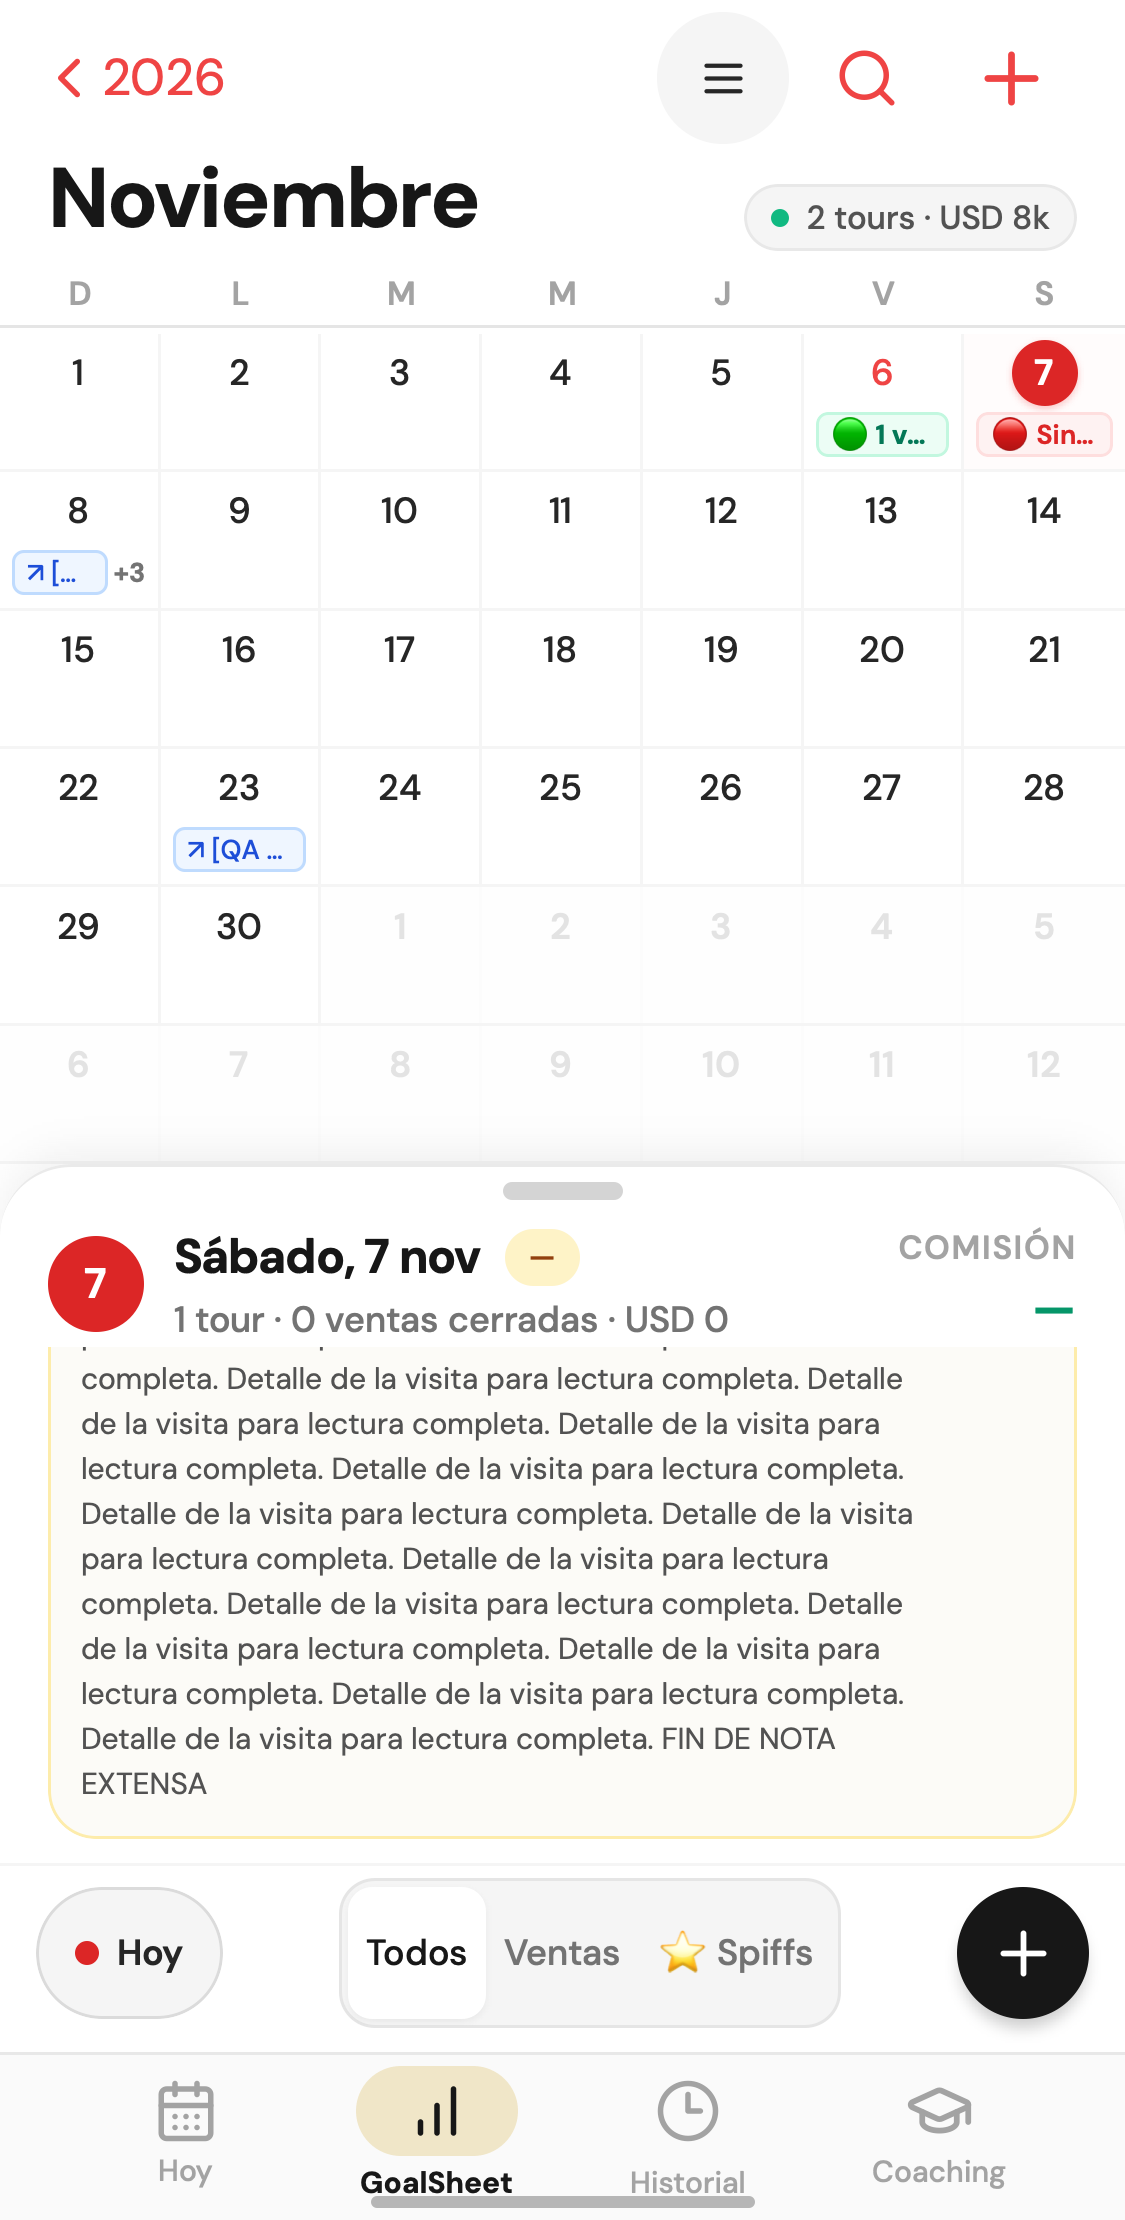 2026
Noviembre
2 tours · USD 8k
D L M M J V S
1 2 3 4 5 6 7
1 v... Sin...
8 9 10 11 12 13 14
[... +3
15 16 17 18 19 20 21
22 23 24 25 26 27 28
[QA ...
29 30 1 2 3 4 5
6 7 8 9 10 11 12
7 Sábado, 7 nov — COMISIÓN
1 tour · 0 ventas cerradas · USD 0 —
completa. Detalle de la visita para lectura completa. Detalle
de la visita para lectura completa. Detalle de la visita para
lectura completa. Detalle de la visita para lectura completa.
Detalle de la visita para lectura completa. Detalle de la visita
para lectura completa. Detalle de la visita para lectura
completa. Detalle de la visita para lectura completa. Detalle
de la visita para lectura completa. Detalle de la visita para
lectura completa. Detalle de la visita para lectura completa.
Detalle de la visita para lectura completa. FIN DE NOTA
EXTENSA
Hoy Todos Ventas ⭐ Spiffs
Hoy GoalSheet Historial Coaching